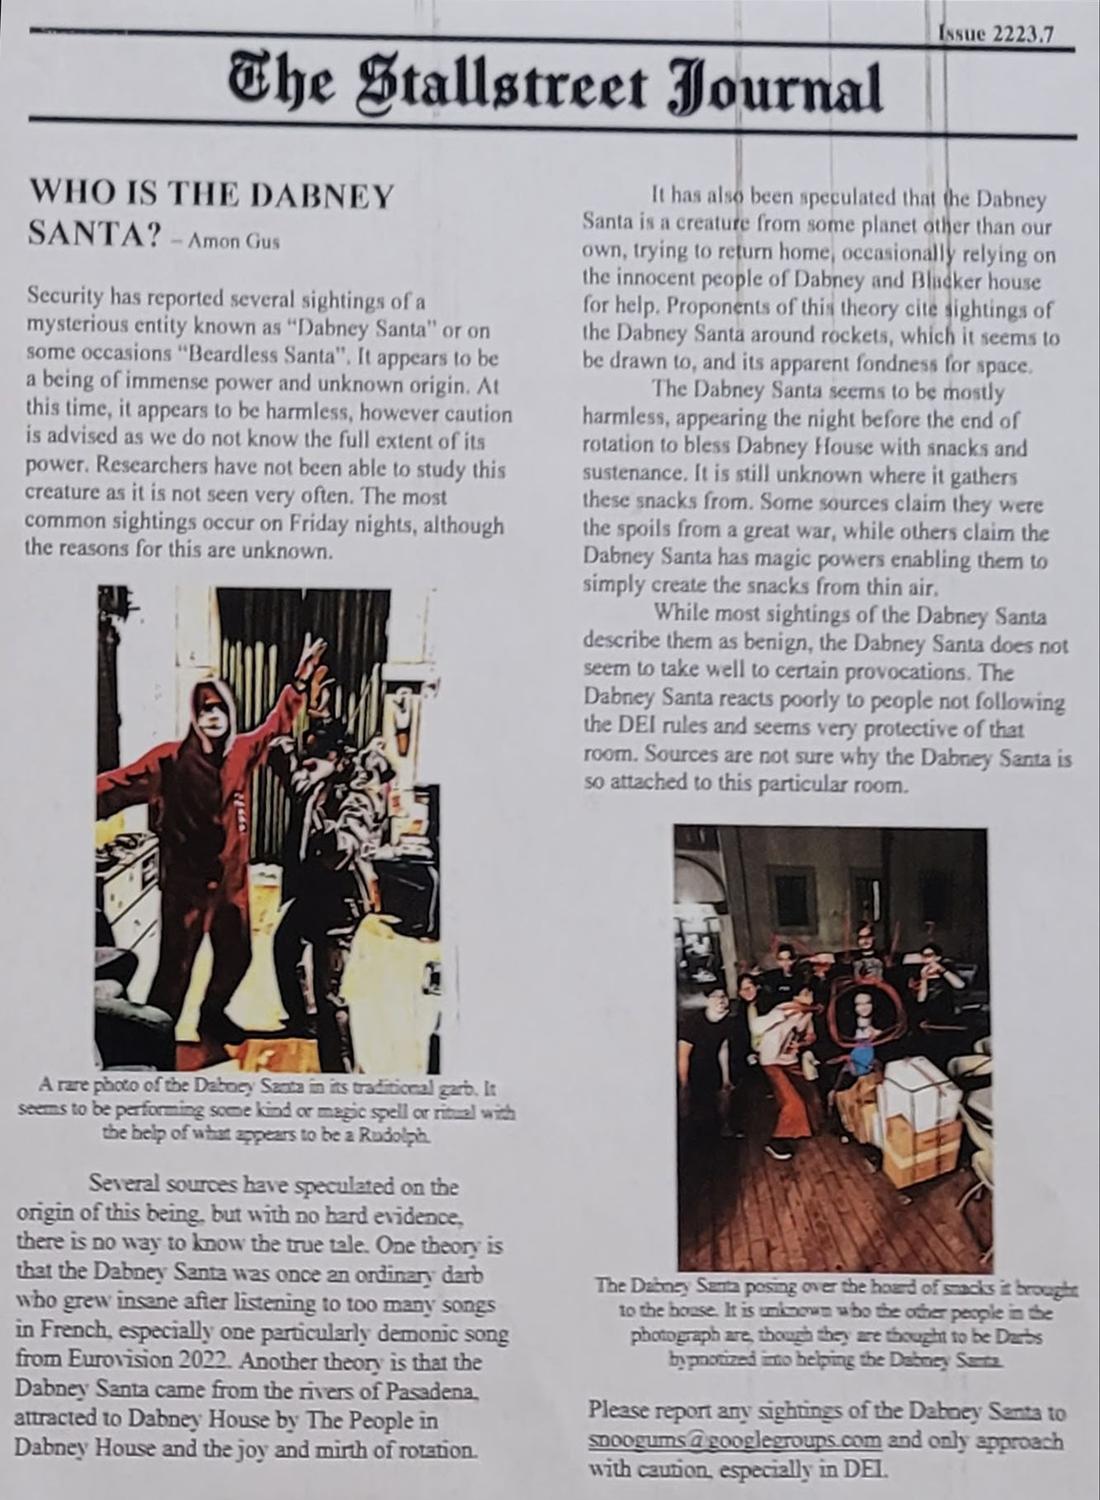 Issue 2223.7
The Stallstreet Journal
WHO IS THE DABNEY
SANTA? – Amon Gus
Security has reported several sightings of a
mysterious entity known as “Dabney Santa” or on
some occasions “Beardless Santa”. It appears to be
a being of immense power and unknown origin. At
this time, it appears to be harmless, however caution
is advised as we do not know the full extent of its
power. Researchers have not been able to study this
creature as it is not seen very often. The most
common sightings occur on Friday nights, although
the reasons for this are unknown.
A rare photo of the Dabney Santa in its traditional garb. It
seems to be performing some kind or magic spell or ritual with
the help of what appears to be a Rudolph.
Several sources have speculated on the
origin of this being, but with no hard evidence,
there is no way to know the true tale. One theory is
that the Dabney Santa was once an ordinary darb
who grew insane after listening to too many songs
in French, especially one particularly demonic song
from Eurovision 2022. Another theory is that the
Dabney Santa came from the rivers of Pasadena,
attracted to Dabney House by The People in
Dabney House and the joy and mirth of rotation.
It has also been speculated that the Dabney
Santa is a creature from some planet other than our
own, trying to return home, occasionally relying on
the innocent people of Dabney and Blacker house
for help. Proponents of this theory cite sightings of
the Dabney Santa around rockets, which it seems to
be drawn to, and its apparent fondness for space.
The Dabney Santa seems to be mostly
harmless, appearing the night before the end of
rotation to bless Dabney House with snacks and
sustenance. It is still unknown where it gathers
these snacks from. Some sources claim they were
the spoils from a great war, while others claim the
Dabney Santa has magic powers enabling them to
simply create the snacks from thin air.
While most sightings of the Dabney Santa
describe them as benign, the Dabney Santa does not
seem to take well to certain provocations. The
Dabney Santa reacts poorly to people not following
the DEI rules and seems very protective of that
room. Sources are not sure why the Dabney Santa is
so attached to this particular room.
The Dabney Santa posing over the hoard of snacks it brought
to the house. It is unknown who the other people in the
photograph are, though they are thought to be Darbs
hypnotized into helping the Dabney Santa.
Please report any sightings of the Dabney Santa to
snoogums@googlegroups.com and only approach
with caution, especially in DEI.